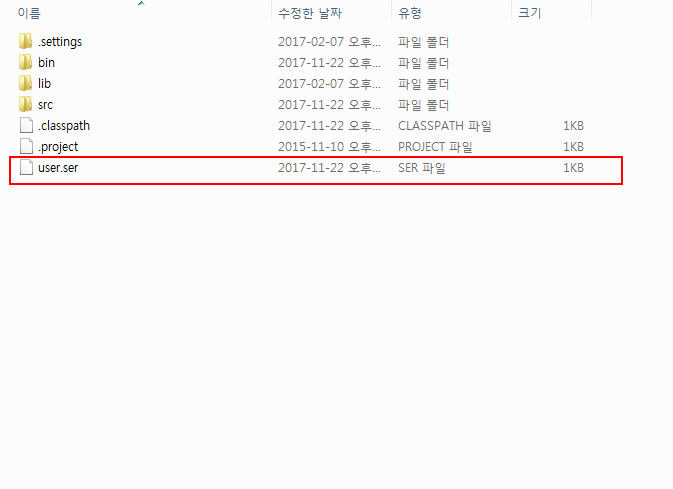 이름 수정한 날짜 유형 크기
.settings 2017-02-07 오후... 파일 폴더
bin 2017-11-22 오후... 파일 폴더
lib 2017-02-07 오후... 파일 폴더
src 2017-11-22 오후... 파일 폴더
.classpath 2017-11-22 오후... CLASSPATH 파일 1KB
.project 2015-11-10 오후... PROJECT 파일 1KB
user.ser 2017-11-22 오후... SER 파일 1KB